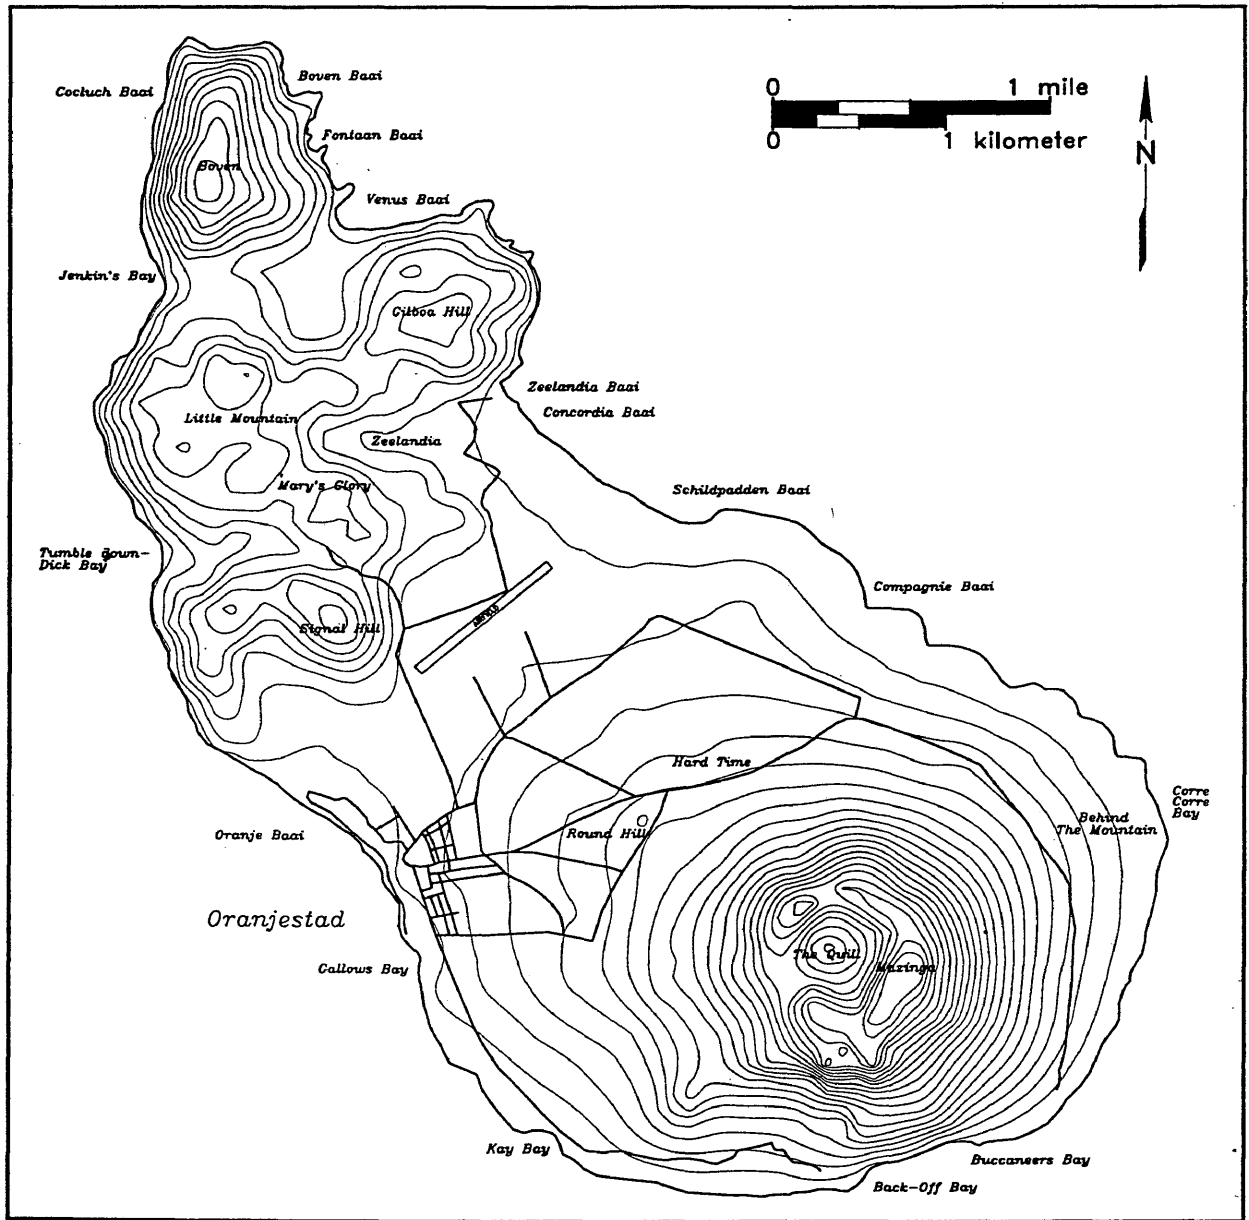 Cocluch Baai
Boven Baai
Fontaan Baai
Boven
Venus Baai
Jenkin's Bay
Gilboa Hill
0 1 mile
0 1 kilometer
N
Zeelandia Baai
Concordia Baai
Little Mountain
Zeelandia
Mary's Glory
Schildpadden Baai
Tumble down-
Dick Bay
Compagnie Baai
AIRFIELD
Signal Hill
Hard Time
Corre
Corre
Bay
Behind
The Mountain
Oranje Baai
Round Hill
Oranjestad
The Quill
Mazinga
Gallows Bay
Kay Bay
Buccaneers Bay
Back-Off Bay